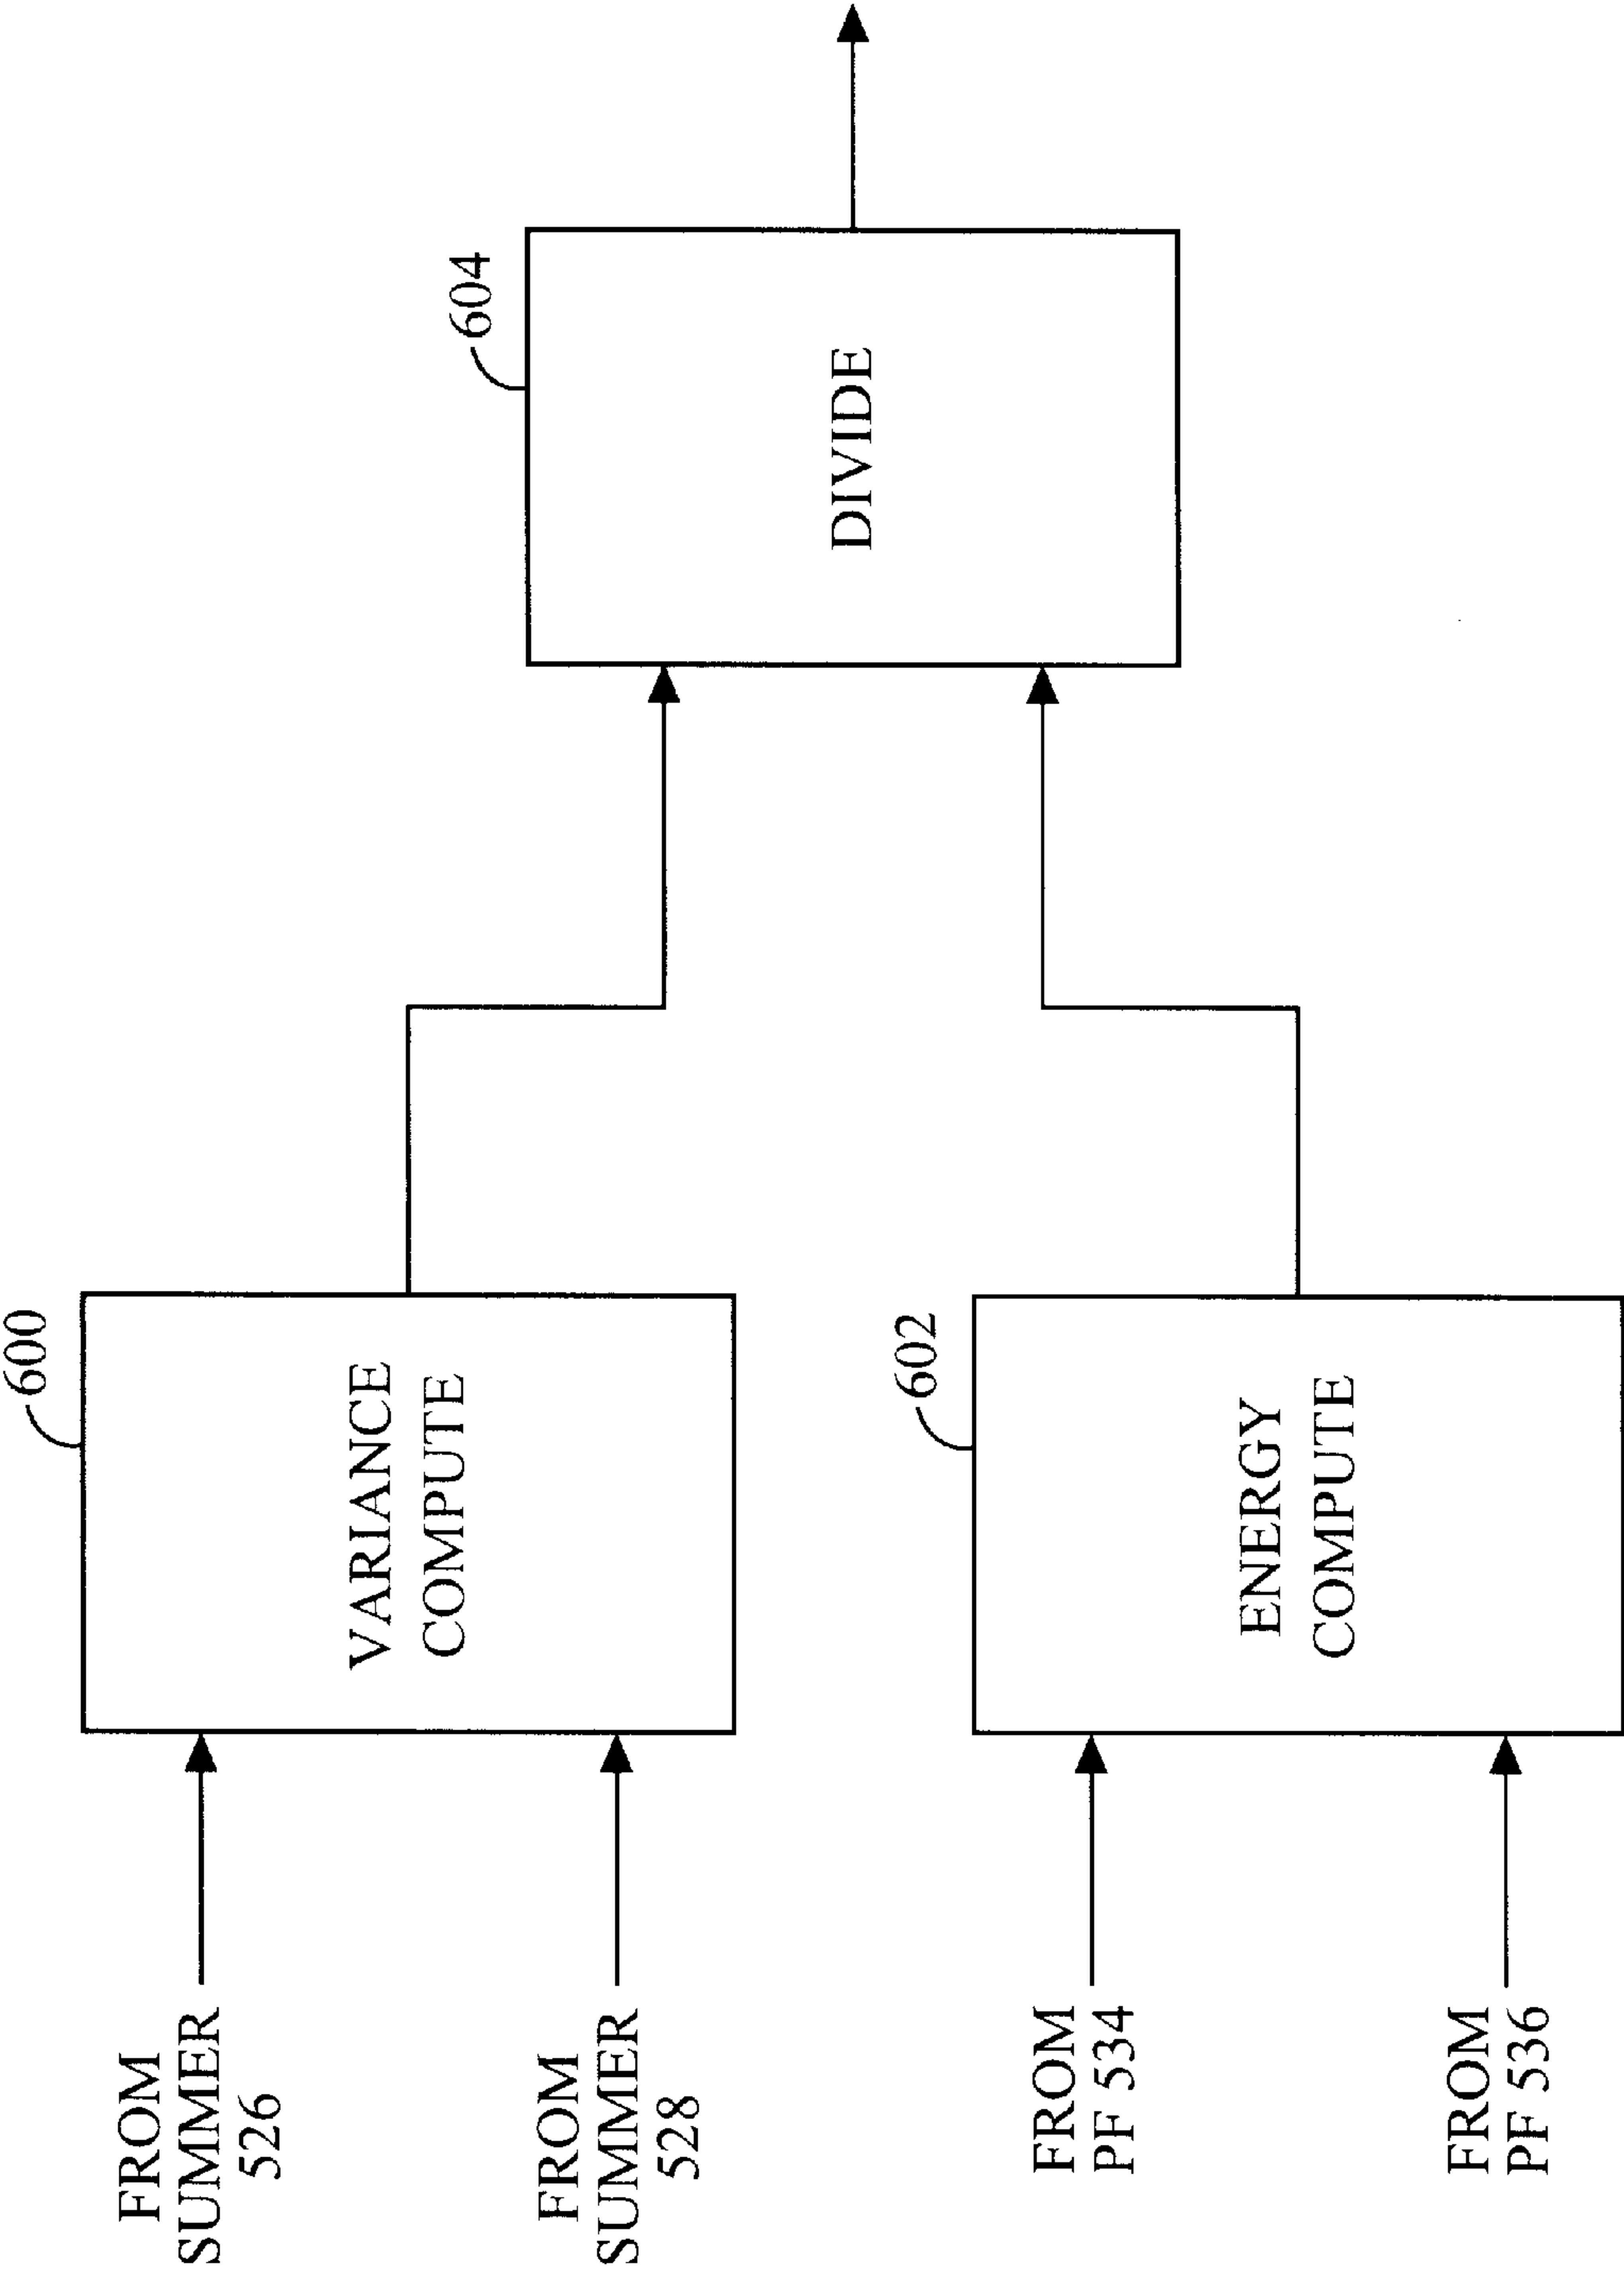 FROM
SUMMER
526
FROM
SUMMER
528
600
VARIANCE
COMPUTE
FROM
PF 534
FROM
PF 536
602
ENERGY
COMPUTE
604
DIVIDE